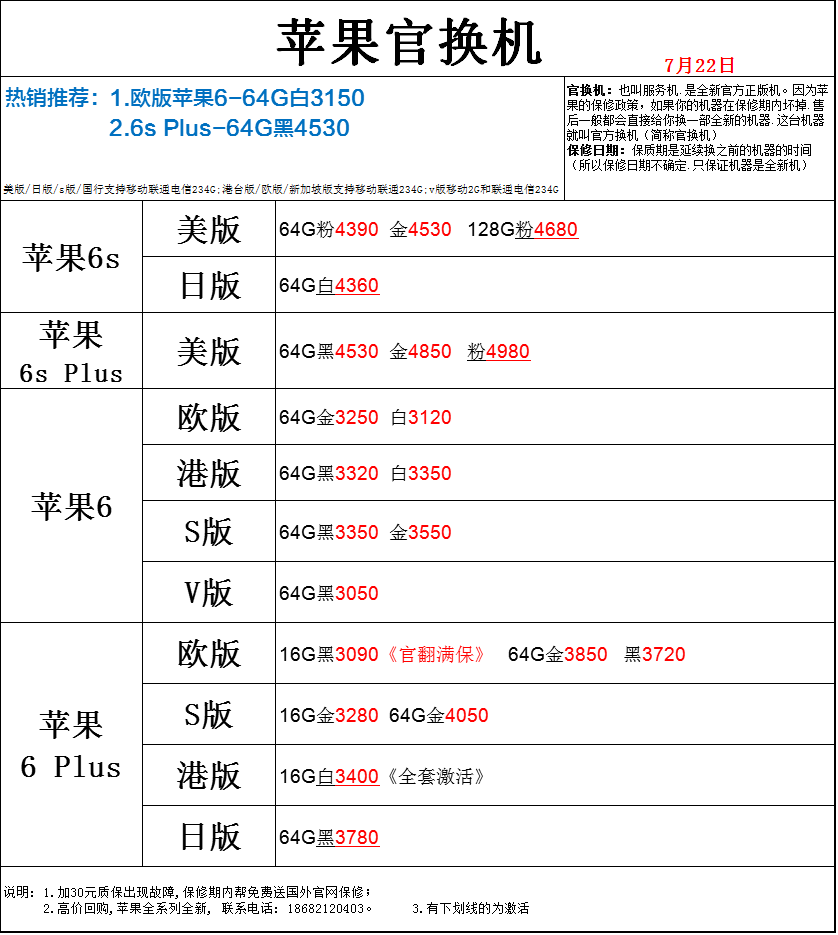 苹果官换机
7月22日
热销推荐：1.欧版苹果6-64G白3150
2.6s Plus-64G黑4530
美版/日版/s版/国行支持移动联通电信234G;港台版/欧版/新加坡版支持移动联通234G;v版移动2G和联通电信234G
官换机：也叫服务机.是全新官方正版机。因为苹
果的保修政策，如果你的机器在保修期内坏掉.售
后一般都会直接给你换一部全新的机器.这台机器
就叫官方换机（简称官换机）
保修日期：保质期是延续换之前的机器的时间
（所以保修日期不确定.只保证机器是全新机）
苹果6s
美版
64G粉4390 金4530 128G粉4680
日版
64G白4360
苹果
6s Plus
美版
64G黑4530 金4850 粉4980
苹果6
欧版
64G金3250 白3120
港版
64G黑3320 白3350
S版
64G黑3350 金3550
V版
64G黑3050
苹果
6 Plus
欧版
16G黑3090《官翻满保》 64G金3850 黑3720
S版
16G金3280 64G金4050
港版
16G白3400《全套激活》
日版
64G黑3780
说明：1.加30元质保出现故障,保修期内帮免费送国外官网保修；
2.高价回购,苹果全系列全新, 联系电话：18682120403。 3.有下划线的为激活